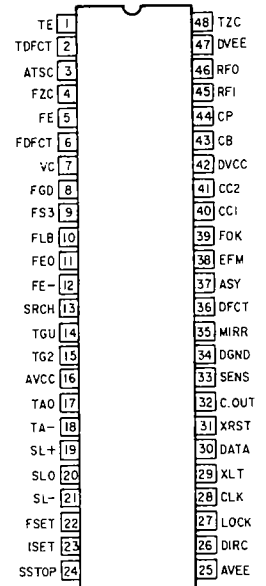 TE 1 48 TZC
TDFCT 2 47 DVEE
ATSC 3 46 RFO
FZC 4 45 RFI
FE 5 44 CP
FDFCT 6 43 CB
VC 7 42 DVCC
FGD 8 41 CC2
FS3 9 40 CC1
FLB 10 39 FOK
FEO 11 38 EFM
FE- 12 37 ASY
SRCH 13 36 DFCT
TGU 14 35 MIRR
TG2 15 34 DGND
AVCC 16 33 SENS
TAO 17 32 C.OUT
TA- 18 31 XRST
SL+ 19 30 DATA
SLO 20 29 XLT
SL- 21 28 CLK
FSET 22 27 LOCK
ISET 23 26 DIRC
SSTOP 24 25 AVEE